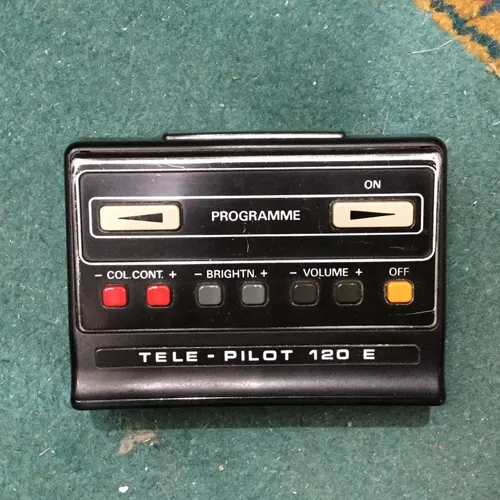 ON
PROGRAMME
- COL.CONT. + - BRIGHTN. + - VOLUME + OFF
TELE - PILOT 120 E